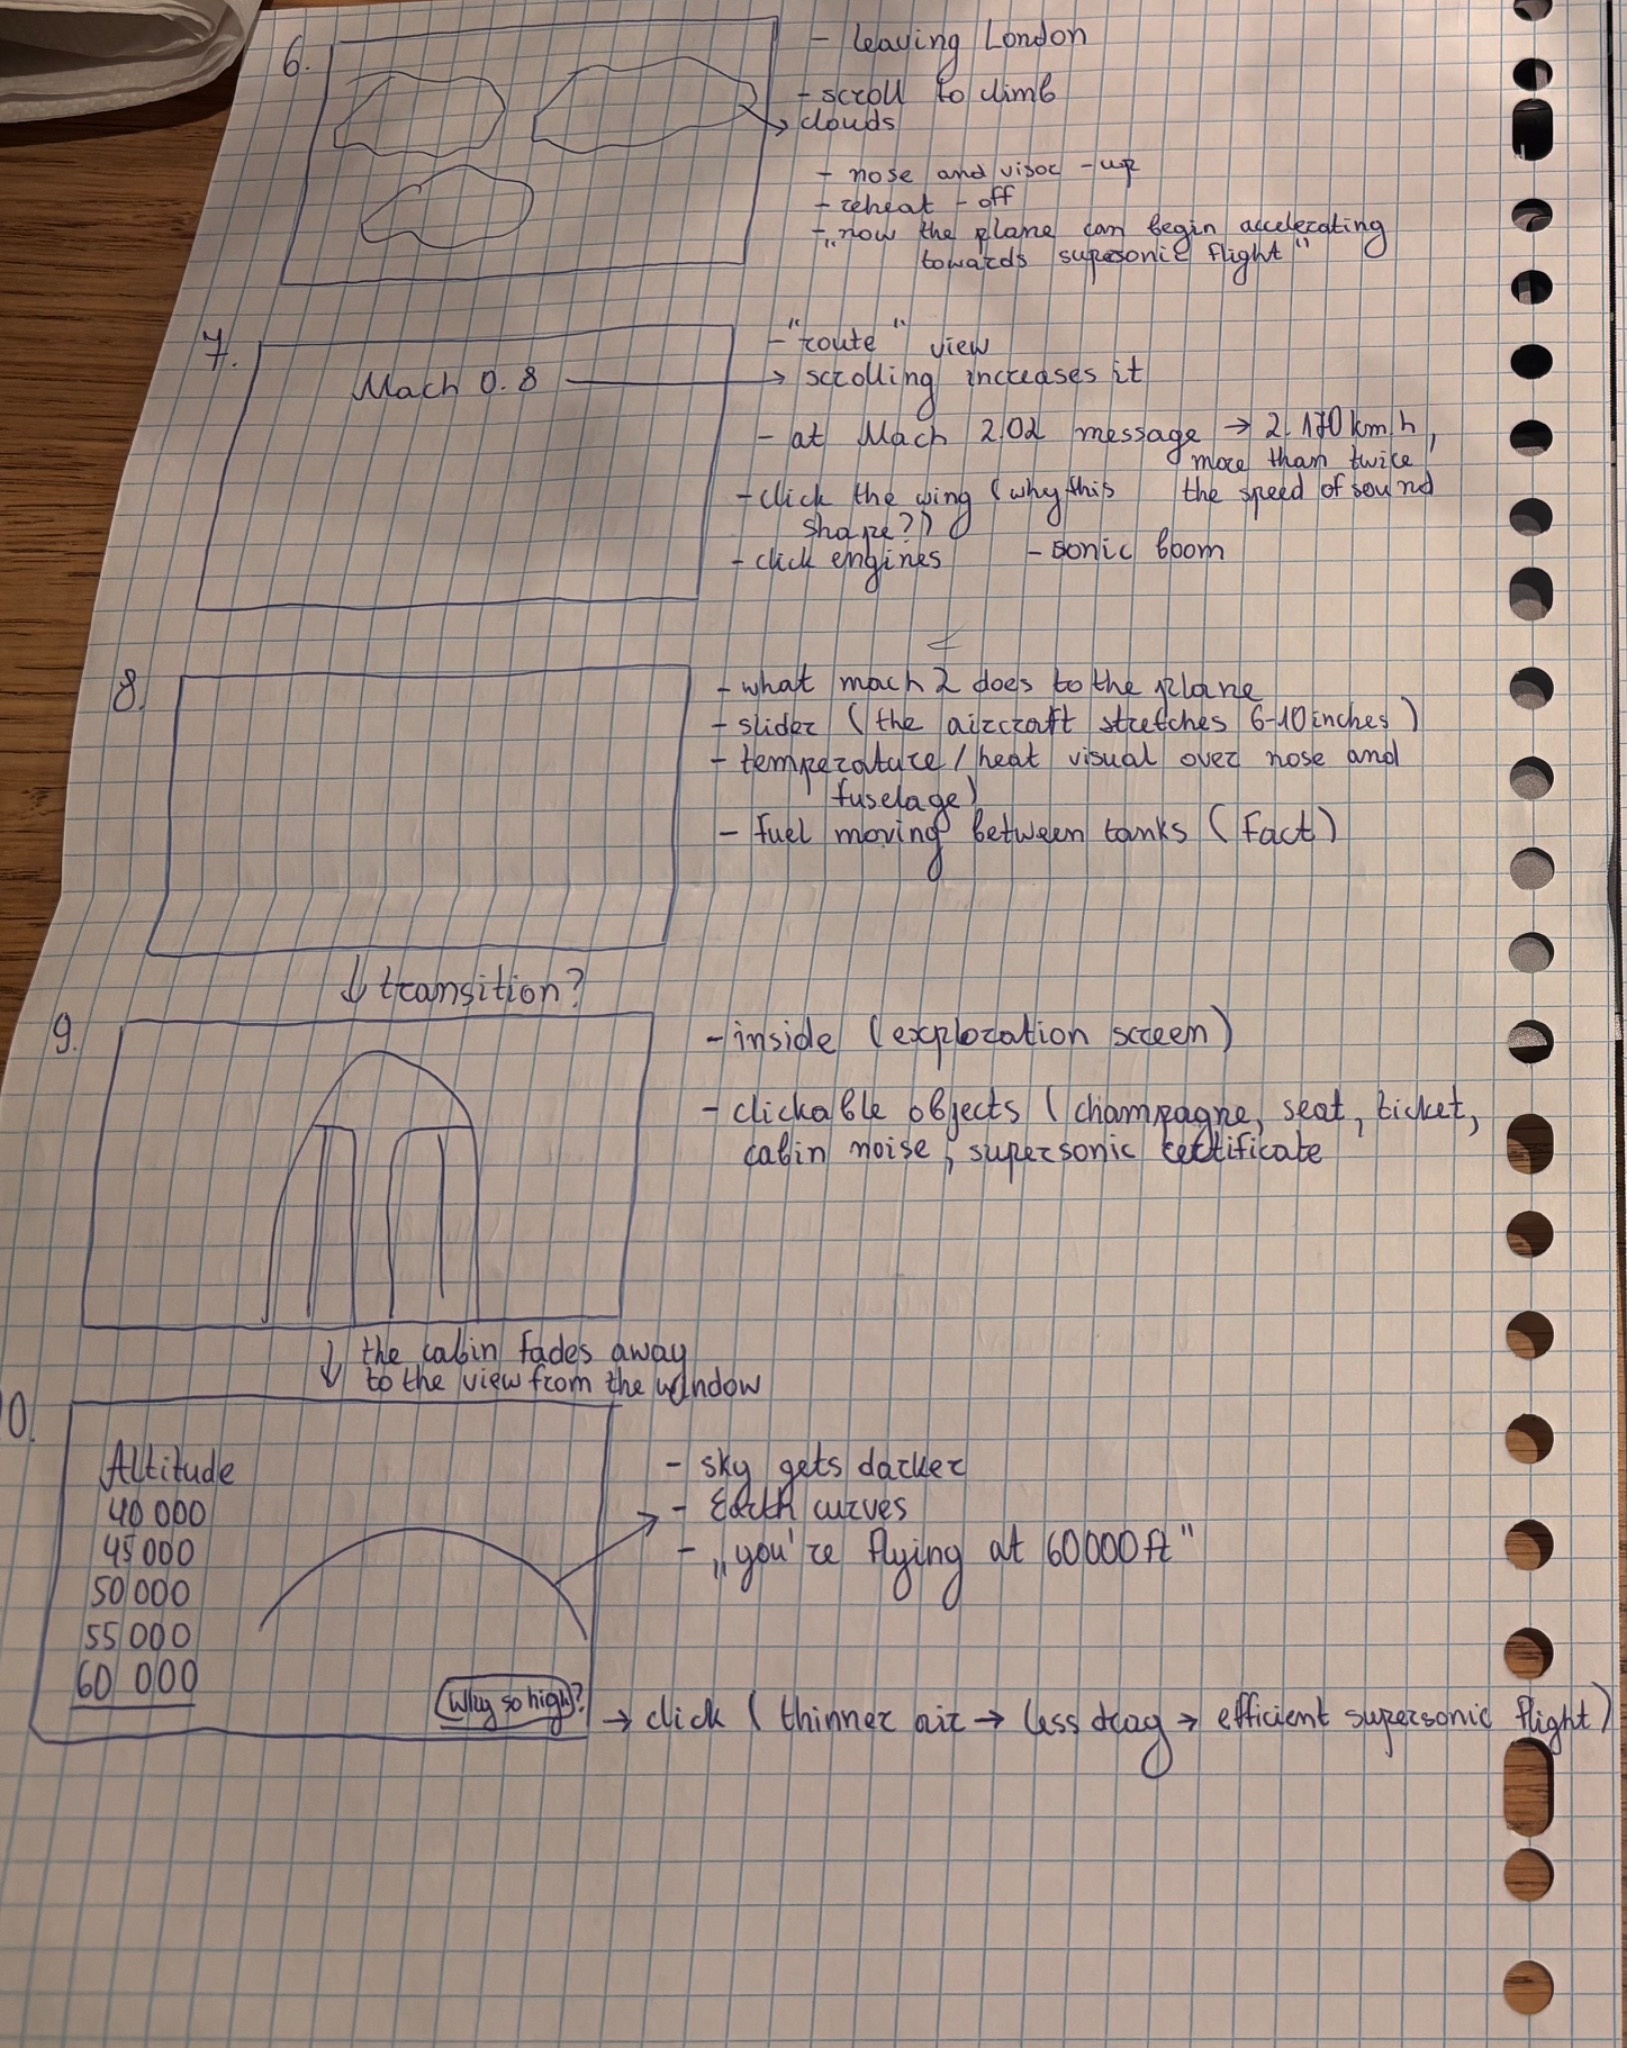 6.
- leaving London
- scroll to climb
clouds
- nose and visor - up
- reheat - off
- „now the plane can begin accelerating
towards supersonic flight"
7.
Mach 0.8
- "route" view
scrolling increases it
- at Mach 2.02 message → 2.170 km/h,
more than twice
the speed of sound
- click the wing (why this
shape?)
- click engines
- sonic boom
8.
- what mach 2 does to the plane
- slider (the aircraft stretches 6-10 inches)
- temperature/heat visual over nose and
fuselage)
- Fuel moving between tanks (Fact)
↓ transition?
9.
- inside (exploration screen)
- clickable objects (champagne, seat, ticket,
cabin noise, supersonic certificate
↓ the cabin fades away
to the view from the window
10.
Altitude
40 000
45 000
50 000
55 000
60 000
- sky gets darker
- Earth curves
- „you're flying at 60000 ft"
Why so high?
→ click (thinner air → less drag → efficient supersonic flight)